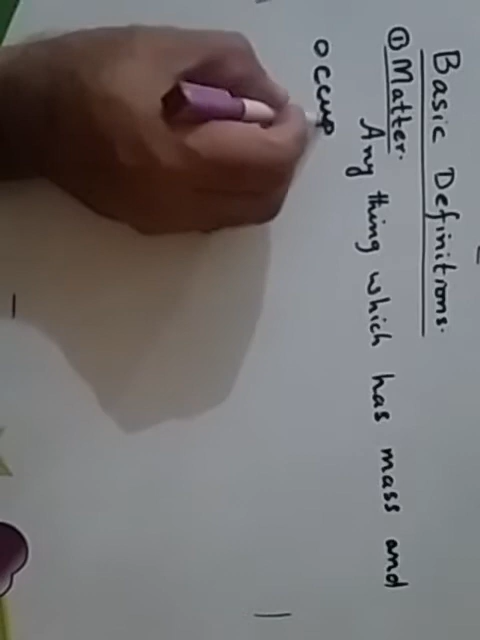 Basic Definitions.
① Matter.
Any thing which has mass and
occup